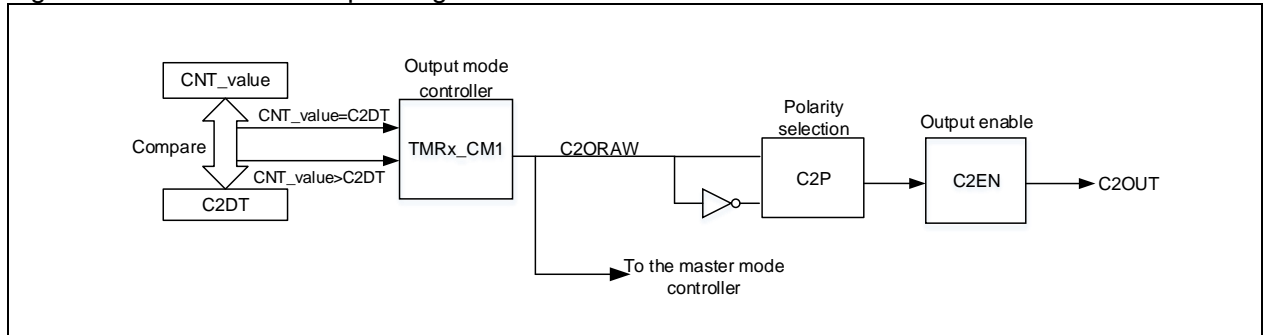 CNT_value
Compare
C2DT
CNT_value=C2DT
CNT_value>C2DT
Output mode
controller
TMRx_CM1
C2ORAW
To the master mode
controller
Polarity
selection
C2P
Output enable
C2EN
C2OUT